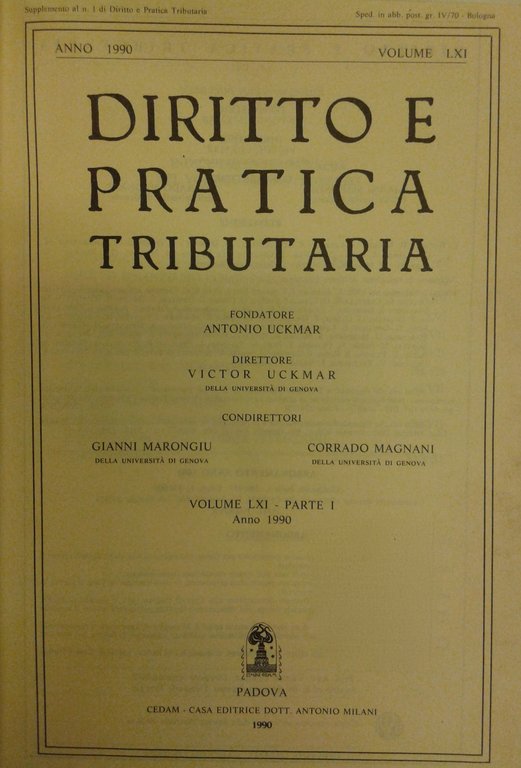 Supplemento al n. 1 di Diritto e Pratica Tributaria
Sped. in abb. post. gr. IV/70 - Bologna
ANNO 1990
VOLUME LXI
DIRITTO E
PRATICA
TRIBUTARIA
FONDATORE
ANTONIO UCKMAR
DIRETTORE
VICTOR UCKMAR
DELLA UNIVERSITÀ DI GENOVA
CONDIRETTORI
GIANNI MARONGIU
DELLA UNIVERSITÀ DI GENOVA
CORRADO MAGNANI
DELLA UNIVERSITÀ DI GENOVA
VOLUME LXI - PARTE I
Anno 1990
PADOVA
CEDAM - CASA EDITRICE DOTT. ANTONIO MILANI
1990